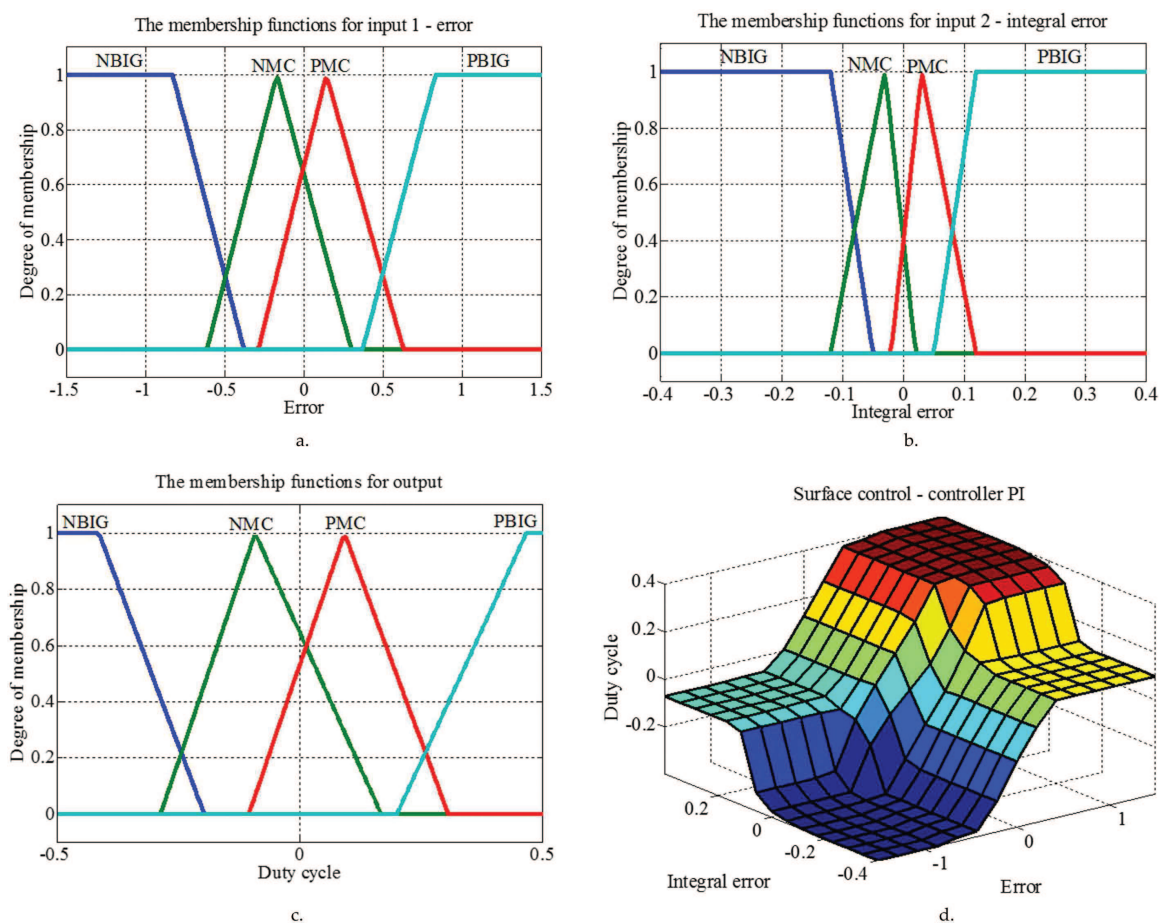 The membership functions for input 1 - error
NBIG NMC PMC PBIG
1
0.8
0.6
0.4
0.2
0
Degree of membership
-1.5 -1 -0.5 0 0.5 1 1.5
Error
a.
The membership functions for input 2 - integral error
NBIG NMC PMC PBIG
1
0.8
0.6
0.4
0.2
0
Degree of membership
-0.4 -0.3 -0.2 -0.1 0 0.1 0.2 0.3 0.4
Integral error
b.
The membership functions for output
NBIG NMC PMC PBIG
1
0.8
0.6
0.4
0.2
0
Degree of membership
-0.5 0 0.5
Duty cycle
c.
Surface control - controller PI
0.4
0.2
0
-0.2
Duty cycle
0.2
0
-0.2
-0.4
Integral error
-1
0
1
Error
d.